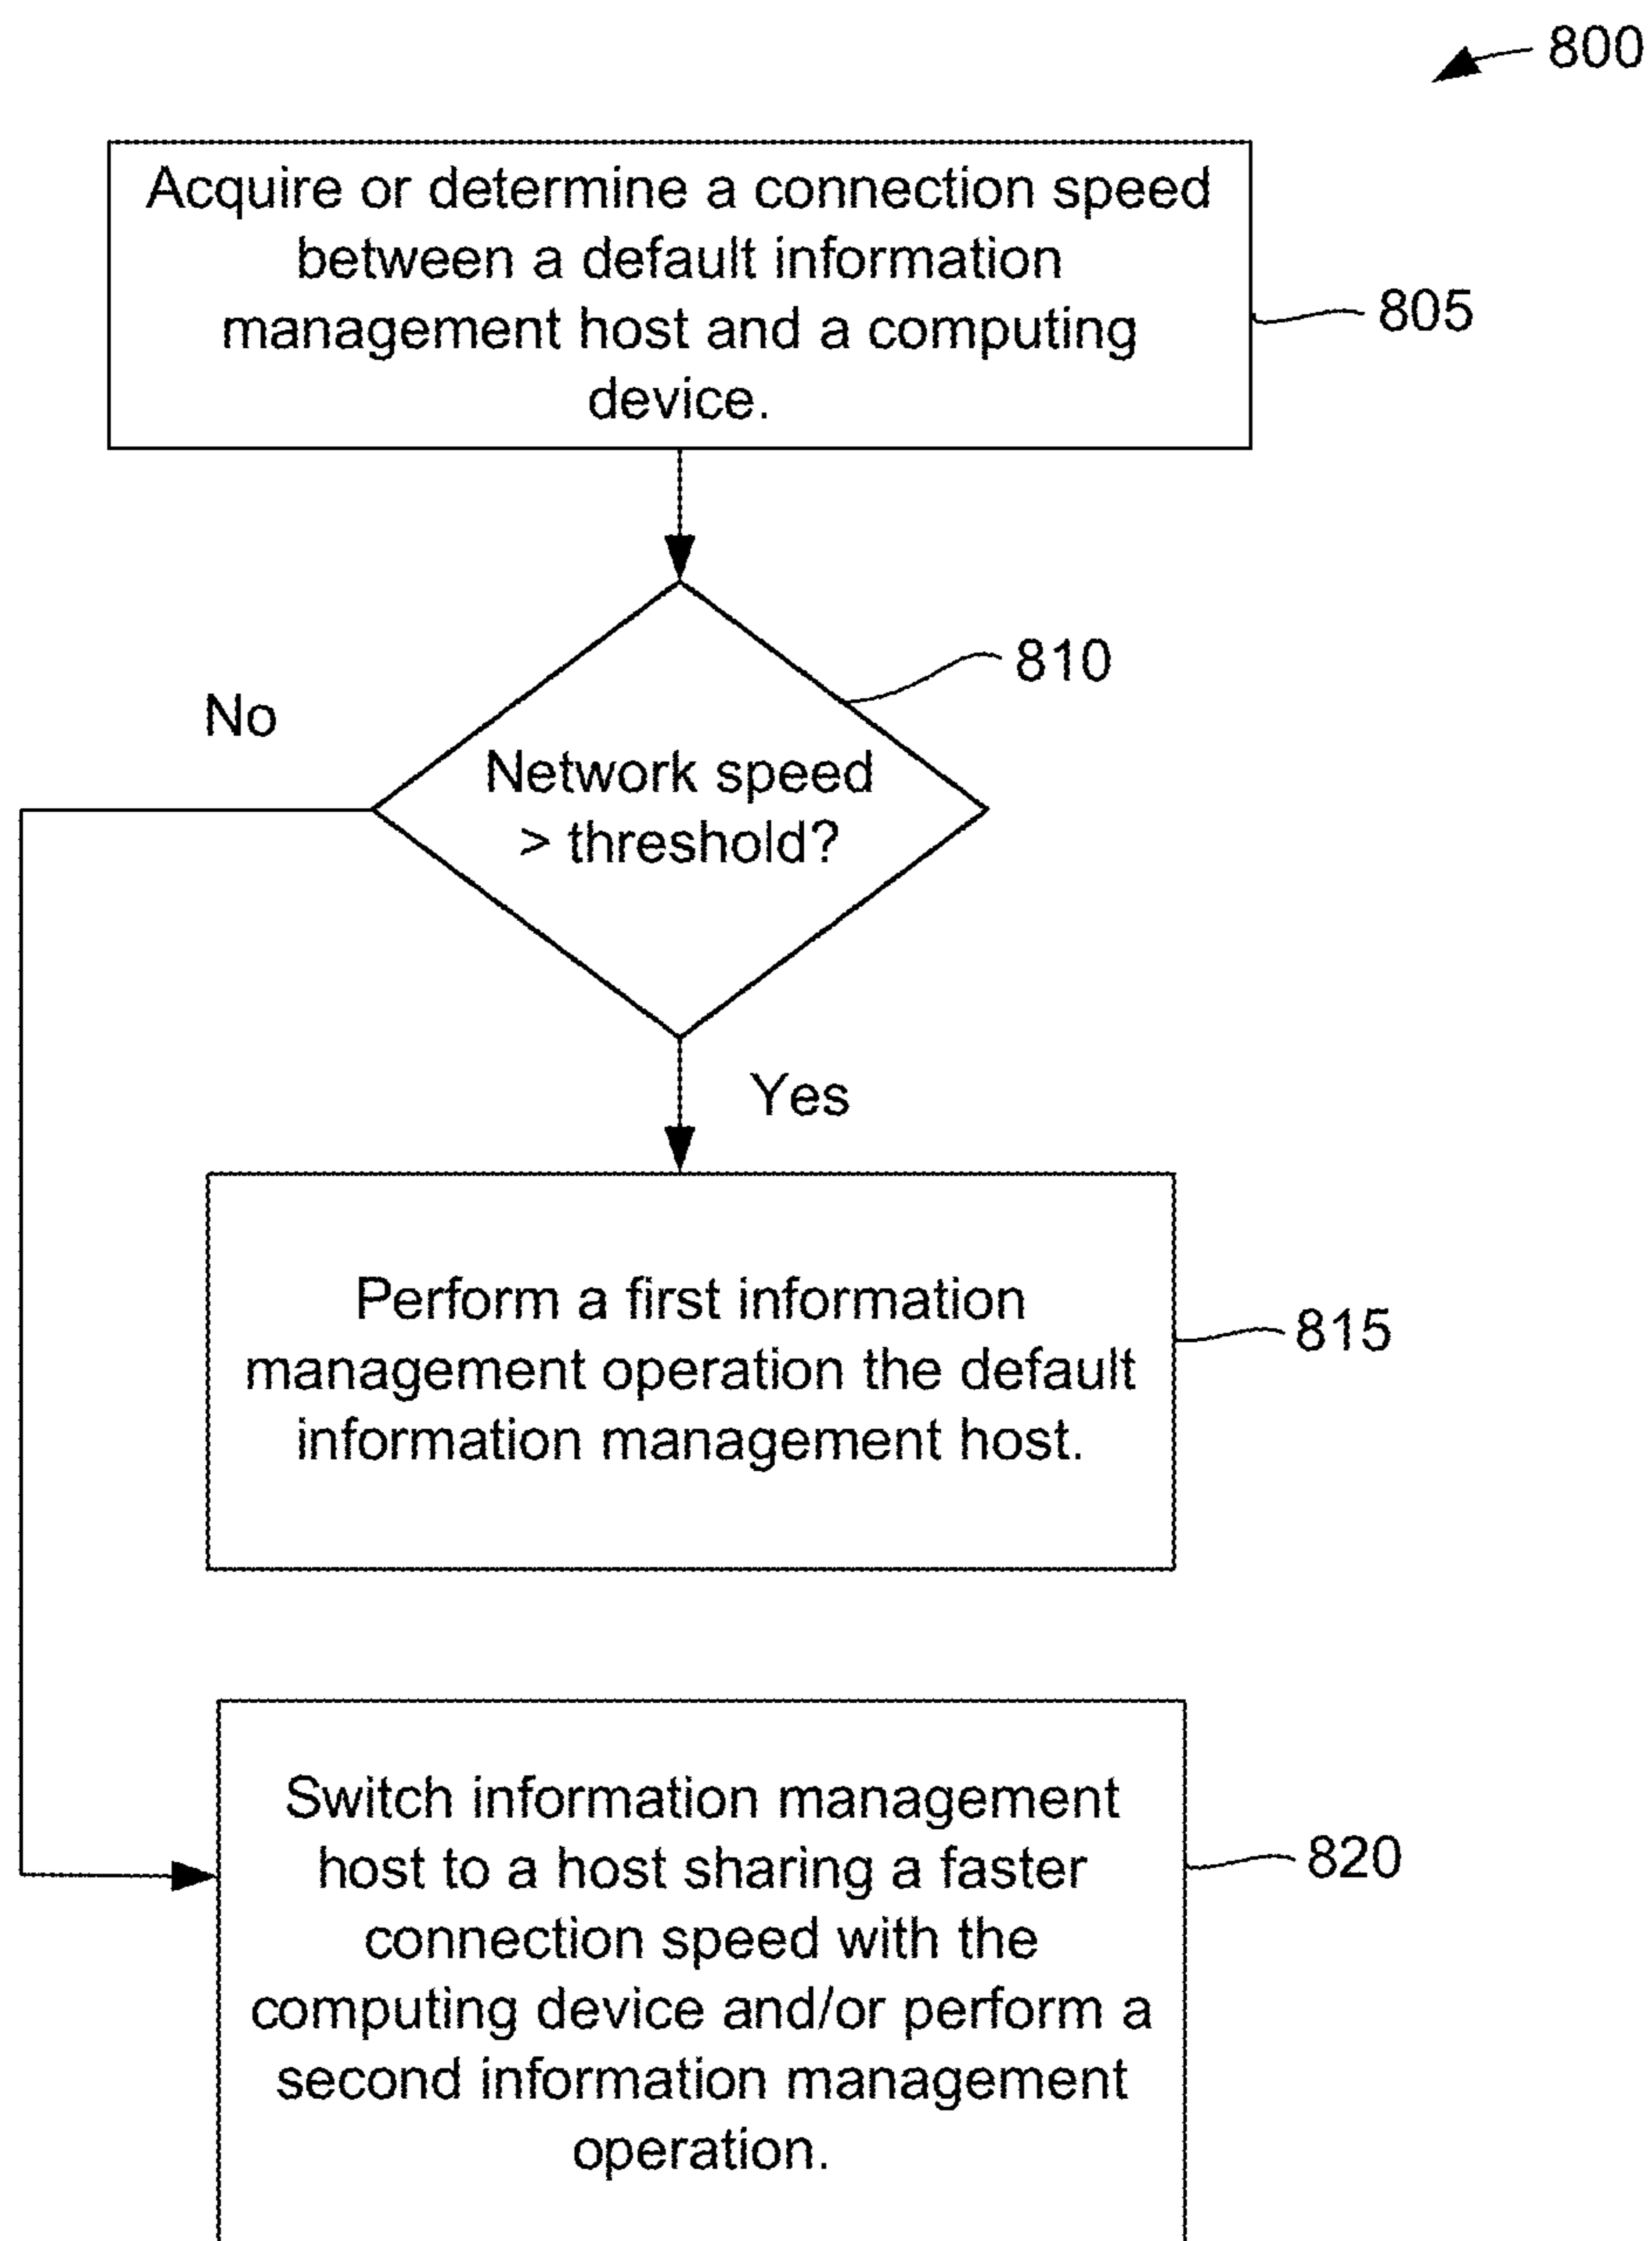 800
Acquire or determine a connection speed
between a default information
management host and a computing
device.
805
810
No
Network speed
> threshold?
Yes
Perform a first information
management operation the default
information management host.
815
Switch information management
host to a host sharing a faster
connection speed with the
computing device and/or perform a
second information management
operation.
820